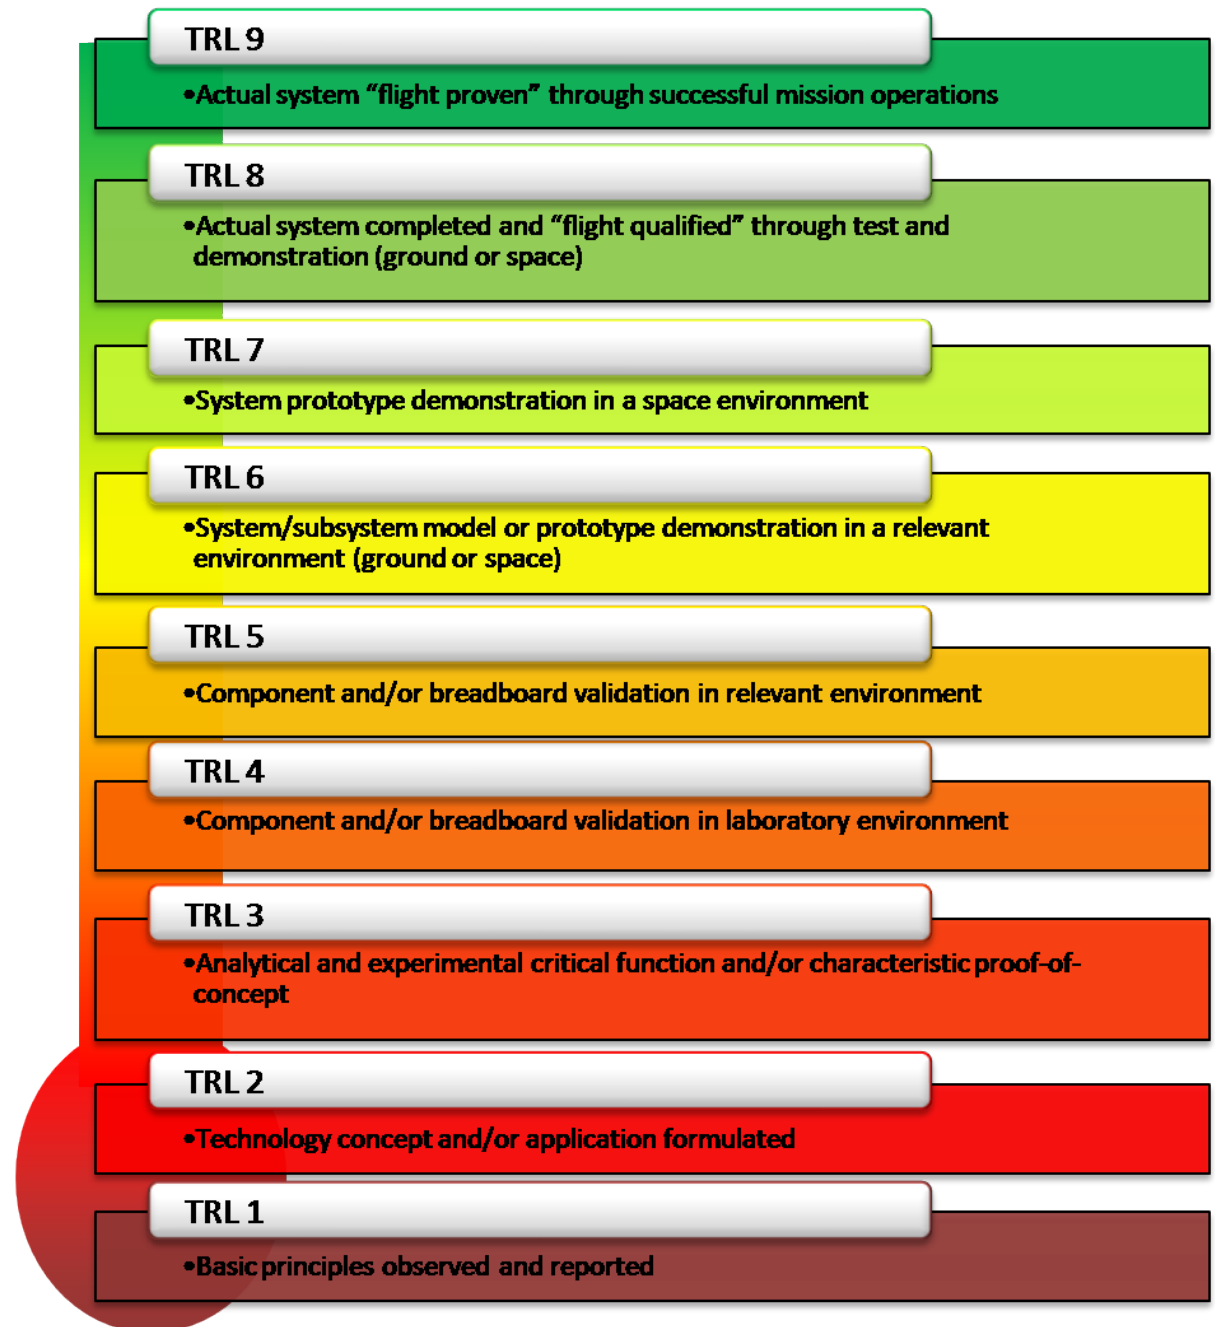 TRL 9
•Actual system “flight proven” through successful mission operations
TRL 8
•Actual system completed and “flight qualified” through test and
demonstration (ground or space)
TRL 7
•System prototype demonstration in a space environment
TRL 6
•System/subsystem model or prototype demonstration in a relevant
environment (ground or space)
TRL 5
•Component and/or breadboard validation in relevant environment
TRL 4
•Component and/or breadboard validation in laboratory environment
TRL 3
•Analytical and experimental critical function and/or characteristic proof-of-
concept
TRL 2
•Technology concept and/or application formulated
TRL 1
•Basic principles observed and reported